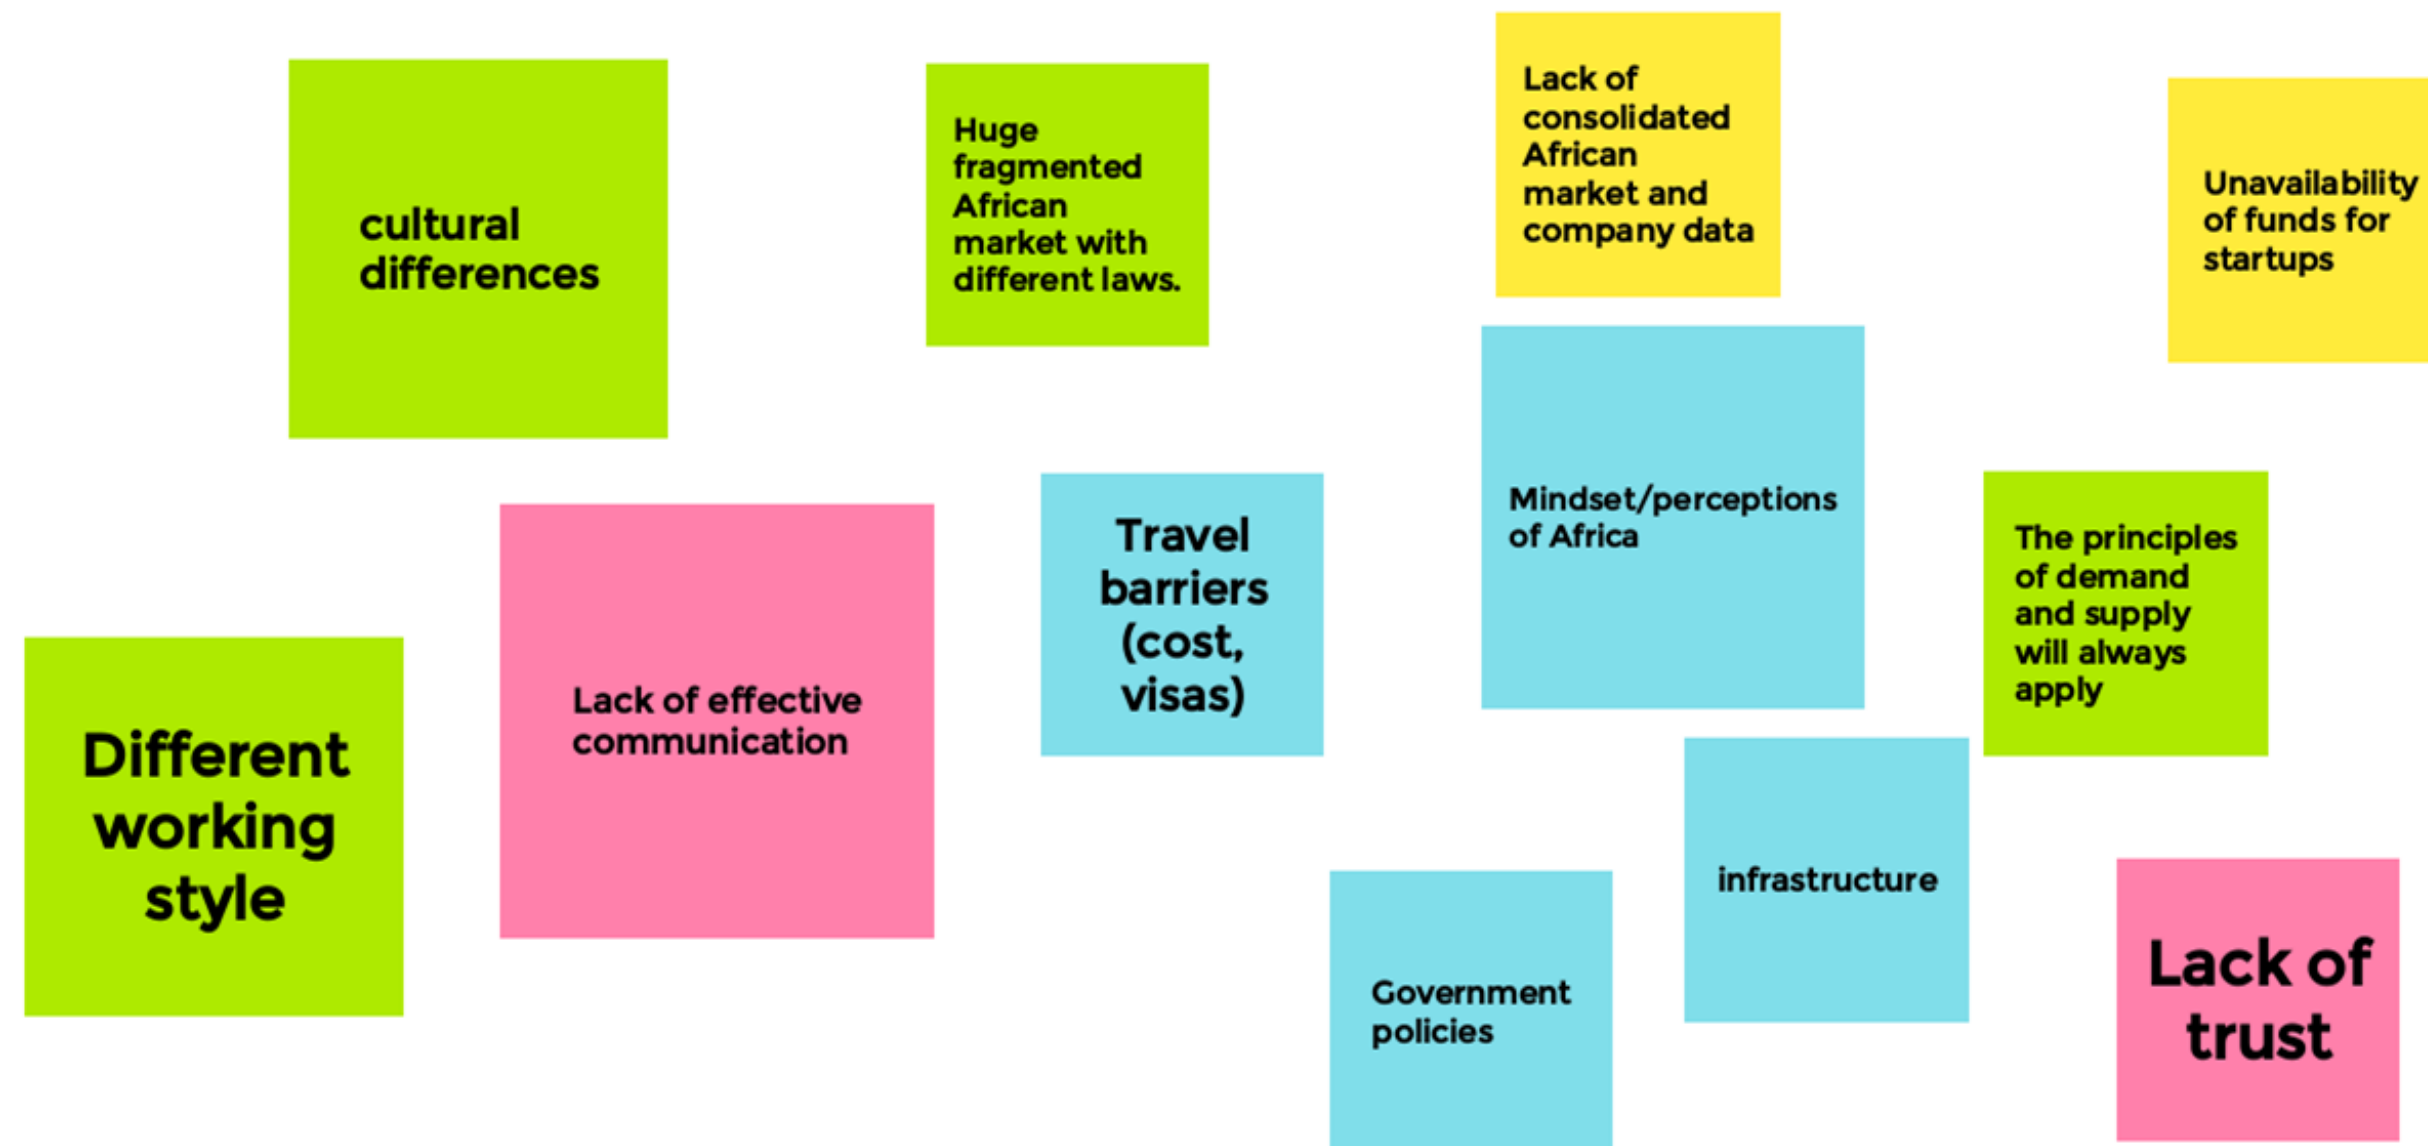 cultural
differences
Huge
fragmented
African
market with
different laws.
Lack of
consolidated
African
market and
company data
Unavailability
of funds for
startups
Different
working
style
Lack of effective
communication
Travel
barriers
(cost,
visas)
Mindset/perceptions
of Africa
The principles
of demand
and supply
will always
apply
Government
policies
infrastructure
Lack of
trust